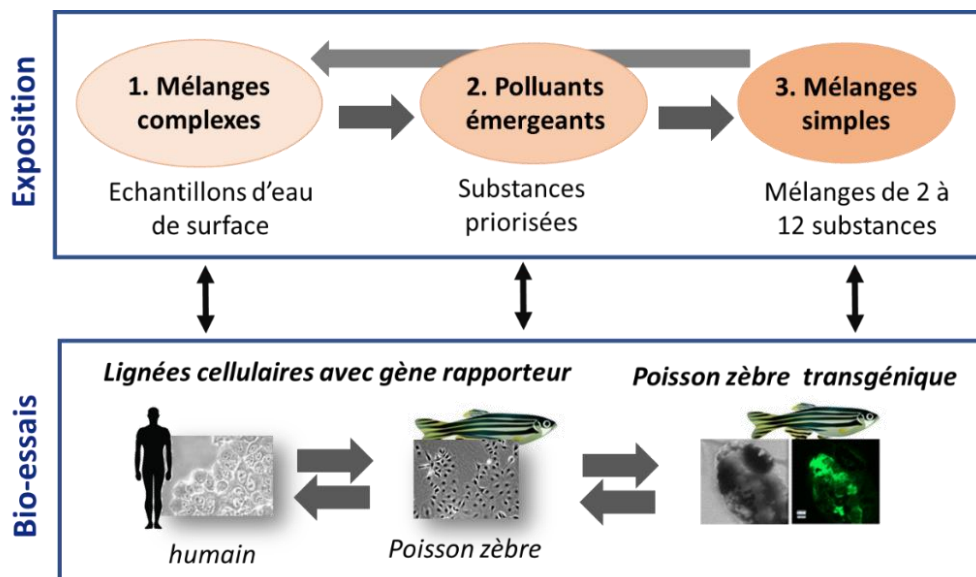 Exposition
1. Mélanges
complexes
2. Polluants
émergeants
3. Mélanges
simples
Echantillons d'eau
de surface
Substances
priorisées
Mélanges de 2 à
12 substances
Bio-essais
Lignées cellulaires avec gène rapporteur
Poisson zèbre transgénique
humain
Poisson zèbre